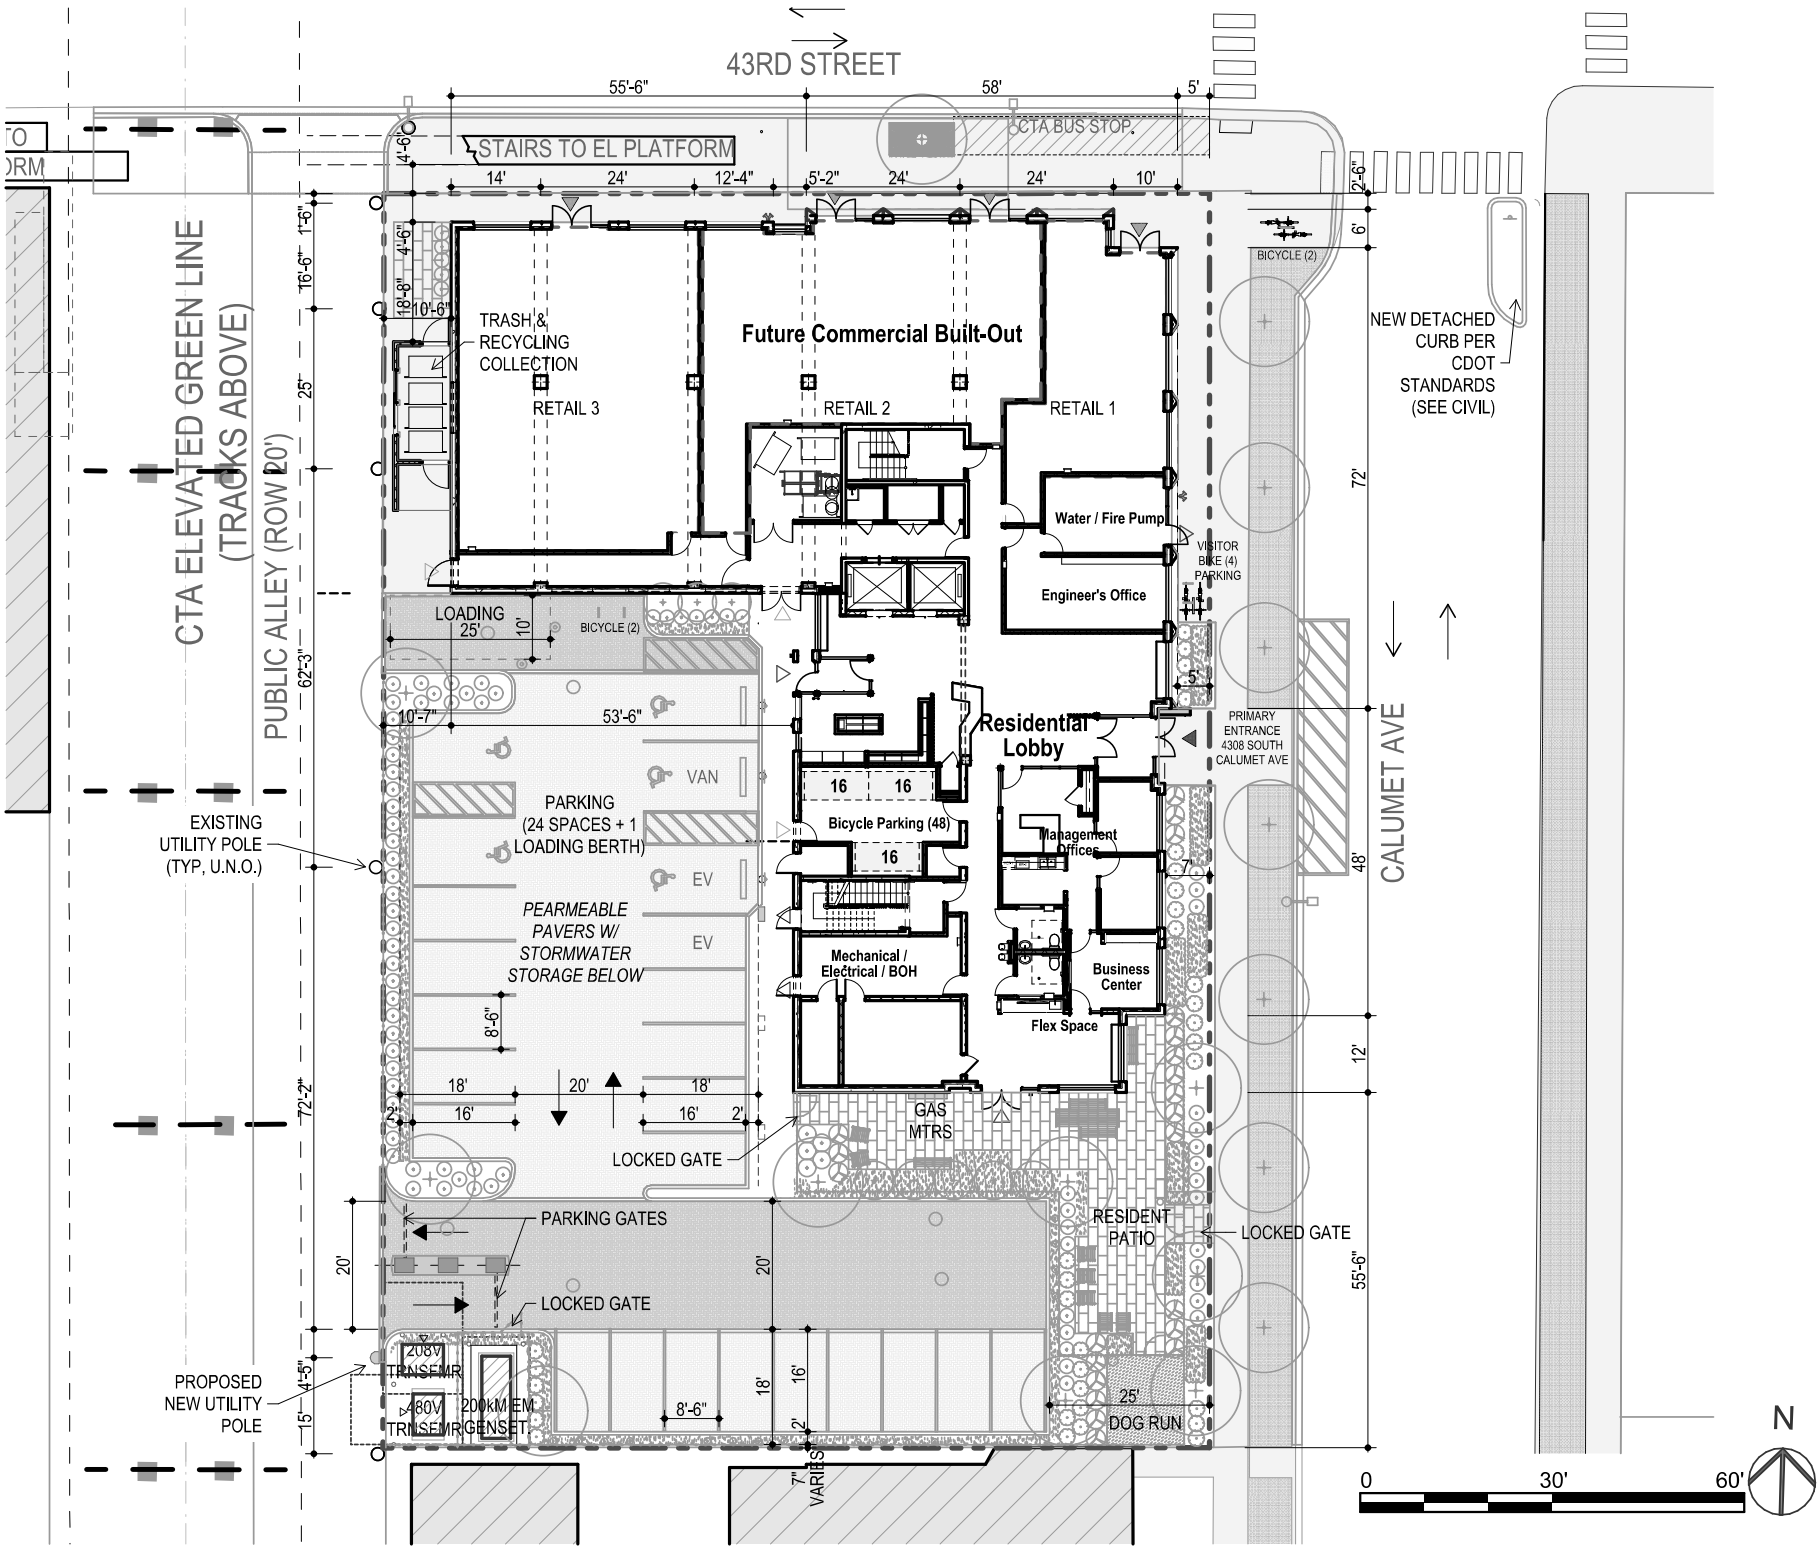 43RD STREET
55'-6"
58'
5'
CTA BUS STOP
STAIRS TO EL PLATFORM
TO
ORM
4'-6"
14'
24'
12'-4"
5'-2"
24'
24'
10'
2'-6"
6'
1'-6"
4'-6"
16'-6"
18'-8"
10'-6"
25'
BICYCLE (2)
CTA ELEVATED GREEN LINE
(TRACKS ABOVE)
PUBLIC ALLEY (ROW 20')
TRASH &
RECYCLING
COLLECTION
Future Commercial Built-Out
RETAIL 3
RETAIL 2
RETAIL 1
NEW DETACHED
CURB PER
CDOT
STANDARDS
(SEE CIVIL)
72'
Water / Fire Pump
VISITOR
BIKE (4)
PARKING
Engineer's Office
LOADING
25'
10'
BICYCLE (2)
62'-3"
10'-7"
53'-6"
5'
Residential
Lobby
PRIMARY
ENTRANCE
4308 SOUTH
CALUMET AVE
CALUMET AVE
VAN
16
16
Bicycle Parking (48)
16
PARKING
(24 SPACES + 1
LOADING BERTH)
EXISTING
UTILITY POLE
(TYP, U.N.O.)
Management
Offices
7'
48'
EV
EV
PEARMEABLE
PAVERS W/
STORMWATER
STORAGE BELOW
Mechanical /
Electrical / BOH
Business
Center
Flex Space
8'-6"
12'
72'-2"
18'
20'
18'
2'
16'
16'
2'
GAS
MTRS
LOCKED GATE
PARKING GATES
RESIDENT
PATIO
LOCKED GATE
20'
20'
55'-6"
LOCKED GATE
208V
TRNSFMR
480V
TRNSFMR
200kM EM
GENSET.
PROPOSED
NEW UTILITY
POLE
4'-5"
15'
8'-6"
18'
16'
2'
25'
DOG RUN
7"
VARIES
N
0
30'
60'